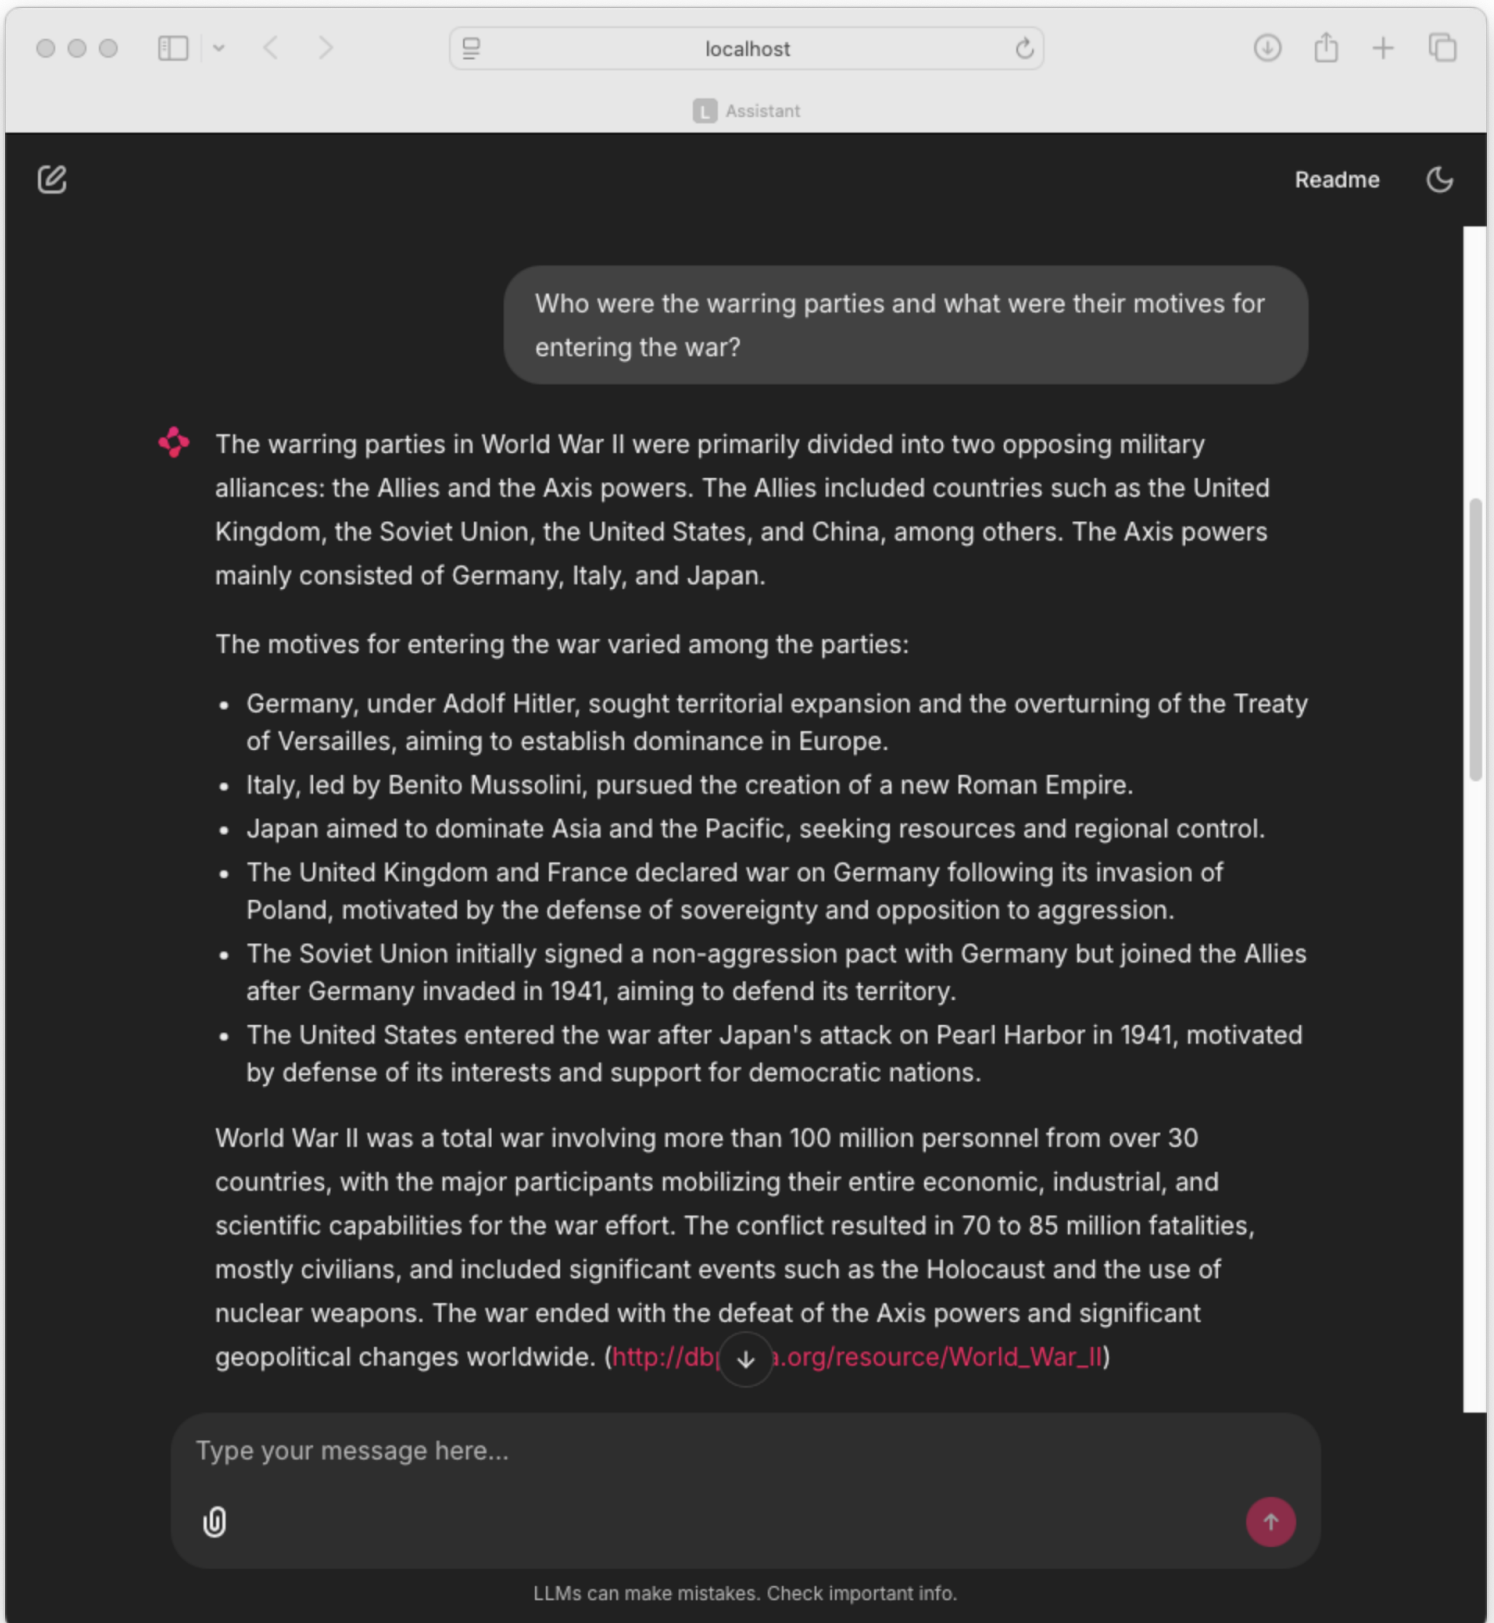 localhost
L Assistant
Readme
Who were the warring parties and what were their motives for
entering the war?
The warring parties in World War II were primarily divided into two opposing military
alliances: the Allies and the Axis powers. The Allies included countries such as the United
Kingdom, the Soviet Union, the United States, and China, among others. The Axis powers
mainly consisted of Germany, Italy, and Japan.
The motives for entering the war varied among the parties:
• Germany, under Adolf Hitler, sought territorial expansion and the overturning of the Treaty
of Versailles, aiming to establish dominance in Europe.
• Italy, led by Benito Mussolini, pursued the creation of a new Roman Empire.
• Japan aimed to dominate Asia and the Pacific, seeking resources and regional control.
• The United Kingdom and France declared war on Germany following its invasion of
Poland, motivated by the defense of sovereignty and opposition to aggression.
• The Soviet Union initially signed a non-aggression pact with Germany but joined the Allies
after Germany invaded in 1941, aiming to defend its territory.
• The United States entered the war after Japan's attack on Pearl Harbor in 1941, motivated
by defense of its interests and support for democratic nations.
World War II was a total war involving more than 100 million personnel from over 30
countries, with the major participants mobilizing their entire economic, industrial, and
scientific capabilities for the war effort. The conflict resulted in 70 to 85 million fatalities,
mostly civilians, and included significant events such as the Holocaust and the use of
nuclear weapons. The war ended with the defeat of the Axis powers and significant
geopolitical changes worldwide. (http://db a.org/resource/World_War_II)
Type your message here...
LLMs can make mistakes. Check important info.